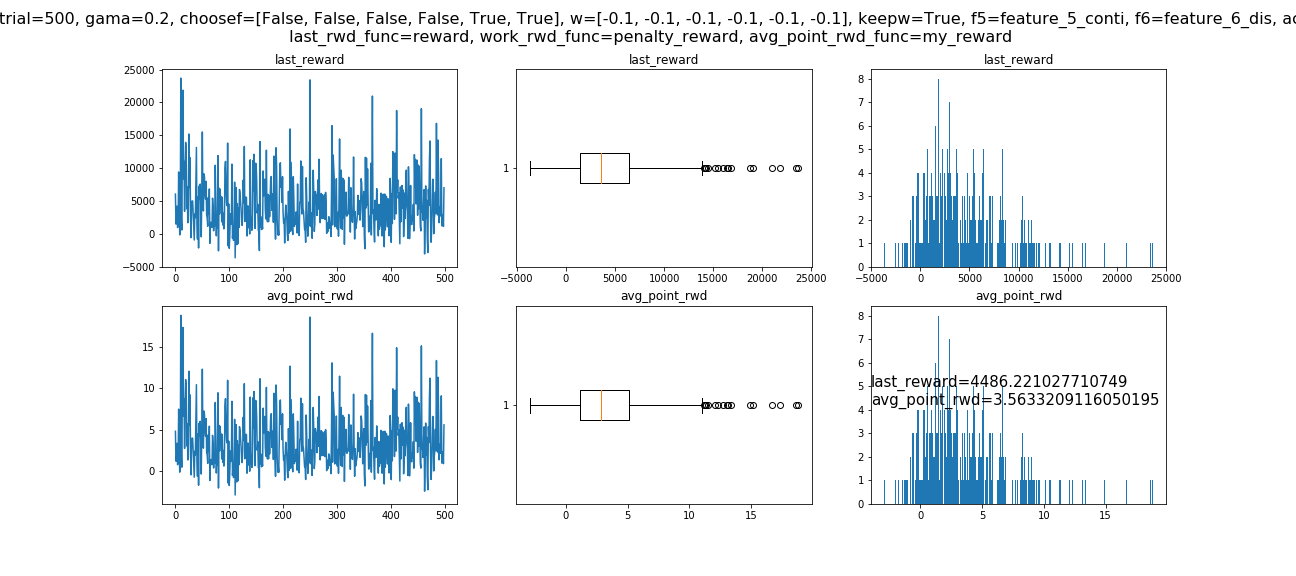 trial=500, gama=0.2, choosef=[False, False, False, False, True, True], w=[-0.1, -0.1, -0.1, -0.1, -0.1, -0.1], keepw=True, f5=feature_5_conti, f6=feature_6_dis, ac
last_rwd_func=reward, work_rwd_func=penalty_reward, avg_point_rwd_func=my_reward
last_reward last_reward last_reward
25000
20000
15000
10000
5000
0
−5000
0 100 200 300 400 500
1
−5000 0 5000 10000 15000 20000 25000
8
7
6
5
4
3
2
1
0
−5000 0 5000 10000 15000 20000 25000
avg_point_rwd avg_point_rwd avg_point_rwd
15
10
5
0
0 100 200 300 400 500
1
0 5 10 15
8
7
6
5
4
3
2
1
0
last_reward=4486.221027710749
avg_point_rwd=3.5633209116050195
0 5 10 15